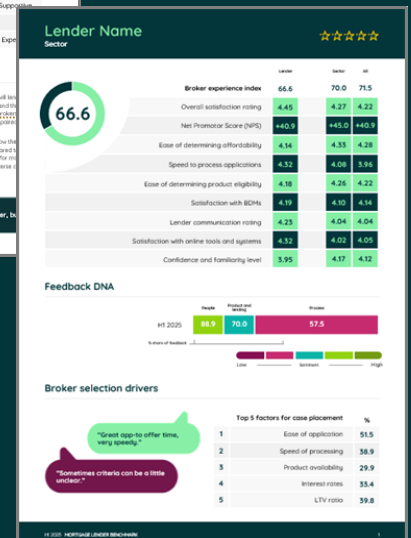 Supportive
Lender Name
Sector
Lender Sector All
Broker experience index 66.6 70.0 71.5
66.6
Overall satisfaction rating 4.45 4.27 4.22
Net Promotor Score (NPS) +40.9 +45.0 +40.9
Ease of determining affordability 4.14 4.33 4.28
Speed to process applications 4.32 4.08 3.96
Ease of determining product eligibility 4.18 4.26 4.22
Satisfaction with BDMs 4.19 4.10 4.14
Lender communication rating 4.23 4.04 4.04
Satisfaction with online tools and systems 4.32 4.02 4.05
Confidence and familiarity level 3.95 4.17 4.12
Feedback DNA
People Product and lending Process
H1 2025 88.9 70.0 57.5
% share of feedback
Low Sentiment High
Broker selection drivers
"Great app-to offer time,
very speedy."
"Sometimes criteria can be a little
unclear."
Top 5 factors for case placement %
1 Ease of application 51.5
2 Speed of processing 38.9
3 Product availability 29.9
4 Interest rates 33.4
5 LTV ratio 39.8
H1 2025 MORTGAGE LENDER BENCHMARK 1